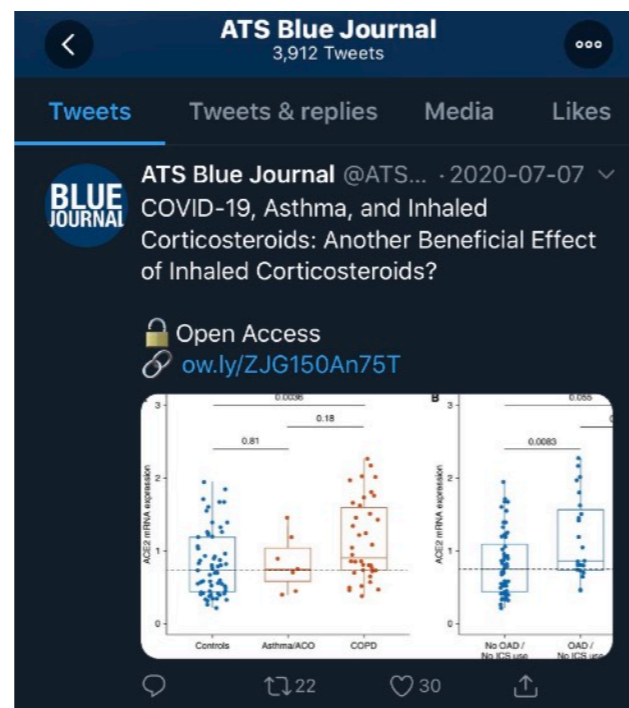 ATS Blue Journal
3,912 Tweets
Tweets Tweets & replies Media Likes
BLUE
JOURNAL
ATS Blue Journal @ATS... · 2020-07-07
COVID-19, Asthma, and Inhaled
Corticosteroids: Another Beneficial Effect
of Inhaled Corticosteroids?
Open Access
ow.ly/ZJG150An75T
3
0.0036
0.18
0.81
2
1
0
ACE2 mRNA expression
Controls Asthma/ACO COPD
B
3
0.055
0.0083
2
1
0
ACE2 mRNA expression
No OAD / OAD /
No ICS use No ICS use
22 30